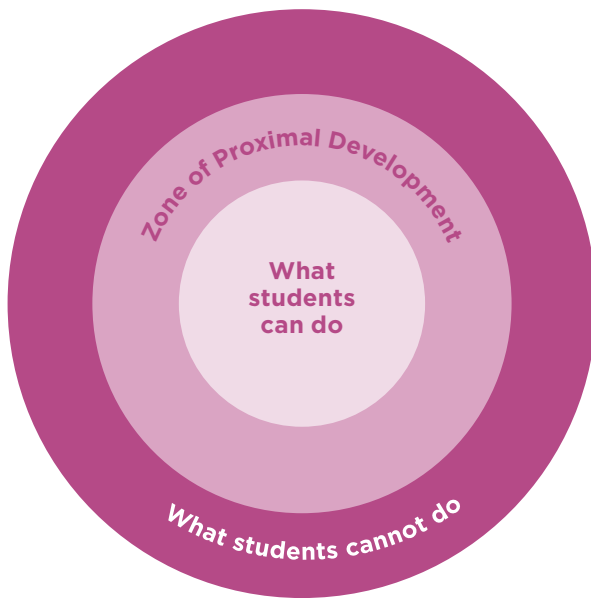 Zone of Proximal Development
What
students
can do
What students cannot do